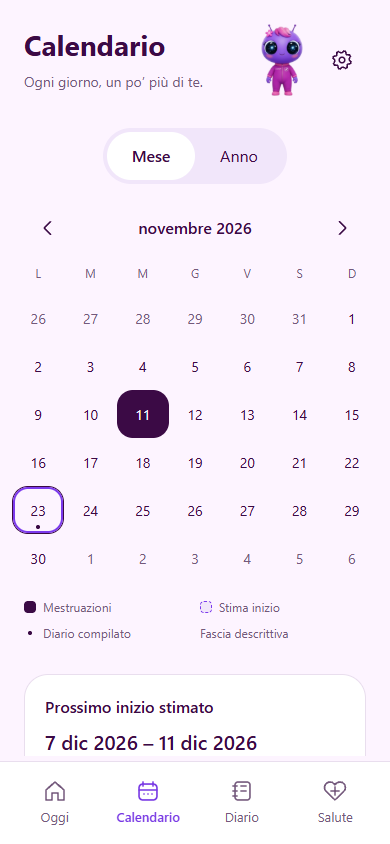 Calendario
Ogni giorno, un po’ più di te.
Mese Anno
novembre 2026
L M M G V S D
26 27 28 29 30 31 1
2 3 4 5 6 7 8
9 10 11 12 13 14 15
16 17 18 19 20 21 22
23 24 25 26 27 28 29
30 1 2 3 4 5 6
Mestruazioni Stima inizio
Diario compilato Fascia descrittiva
Prossimo inizio stimato
7 dic 2026 – 11 dic 2026
Oggi Calendario Diario Salute